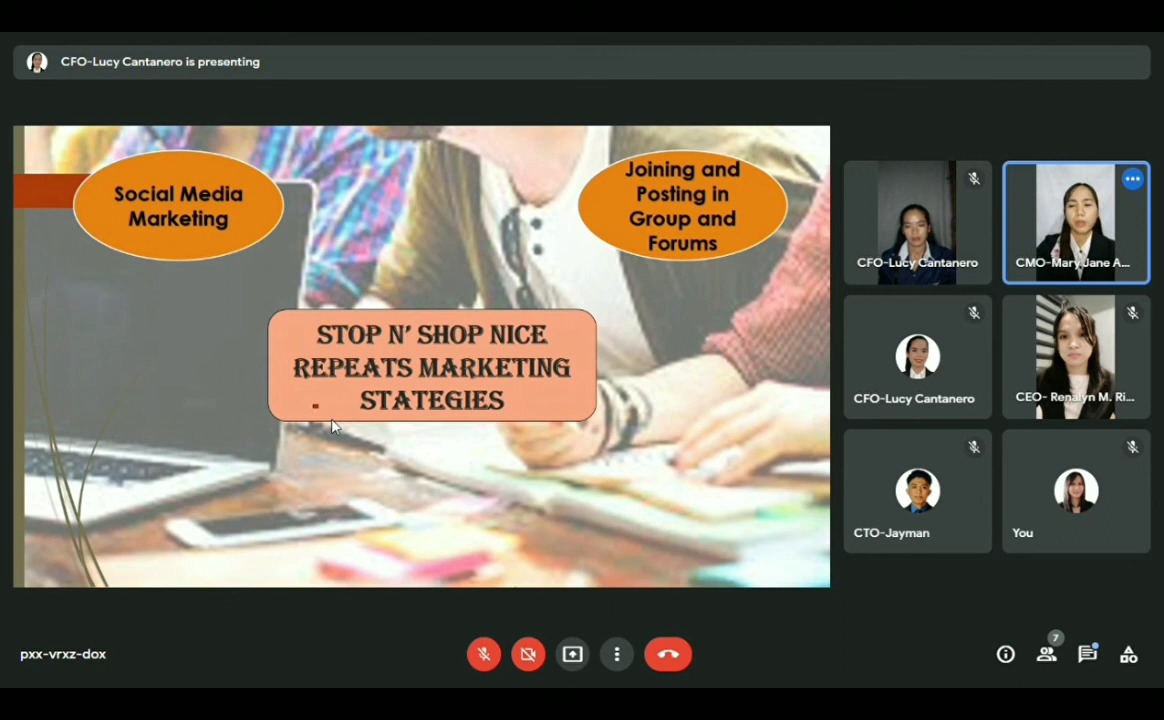 CFO-Lucy Cantanero is presenting
Social Media
Marketing
Joining and
Posting in
Group and
Forums
STOP N' SHOP NICE
REPEATS MARKETING
STATEGIES
CFO-Lucy Cantanero
CMO-Mary Jane A...
CFO-Lucy Cantanero
CEO- Renalyn M. Ri...
CTO-Jayman
You
pxx-vrxz-dox
7